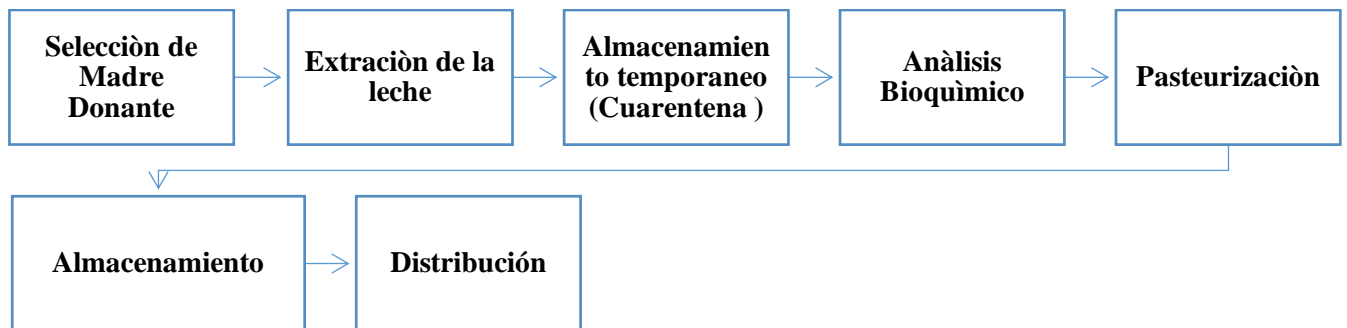 Selecciòn de
Madre
Donante
Extraciòn de la
leche
Almacenamien
to temporaneo
(Cuarentena )
Anàlisis
Bioquìmico
Pasteurizaciòn
Almacenamiento
Distribución